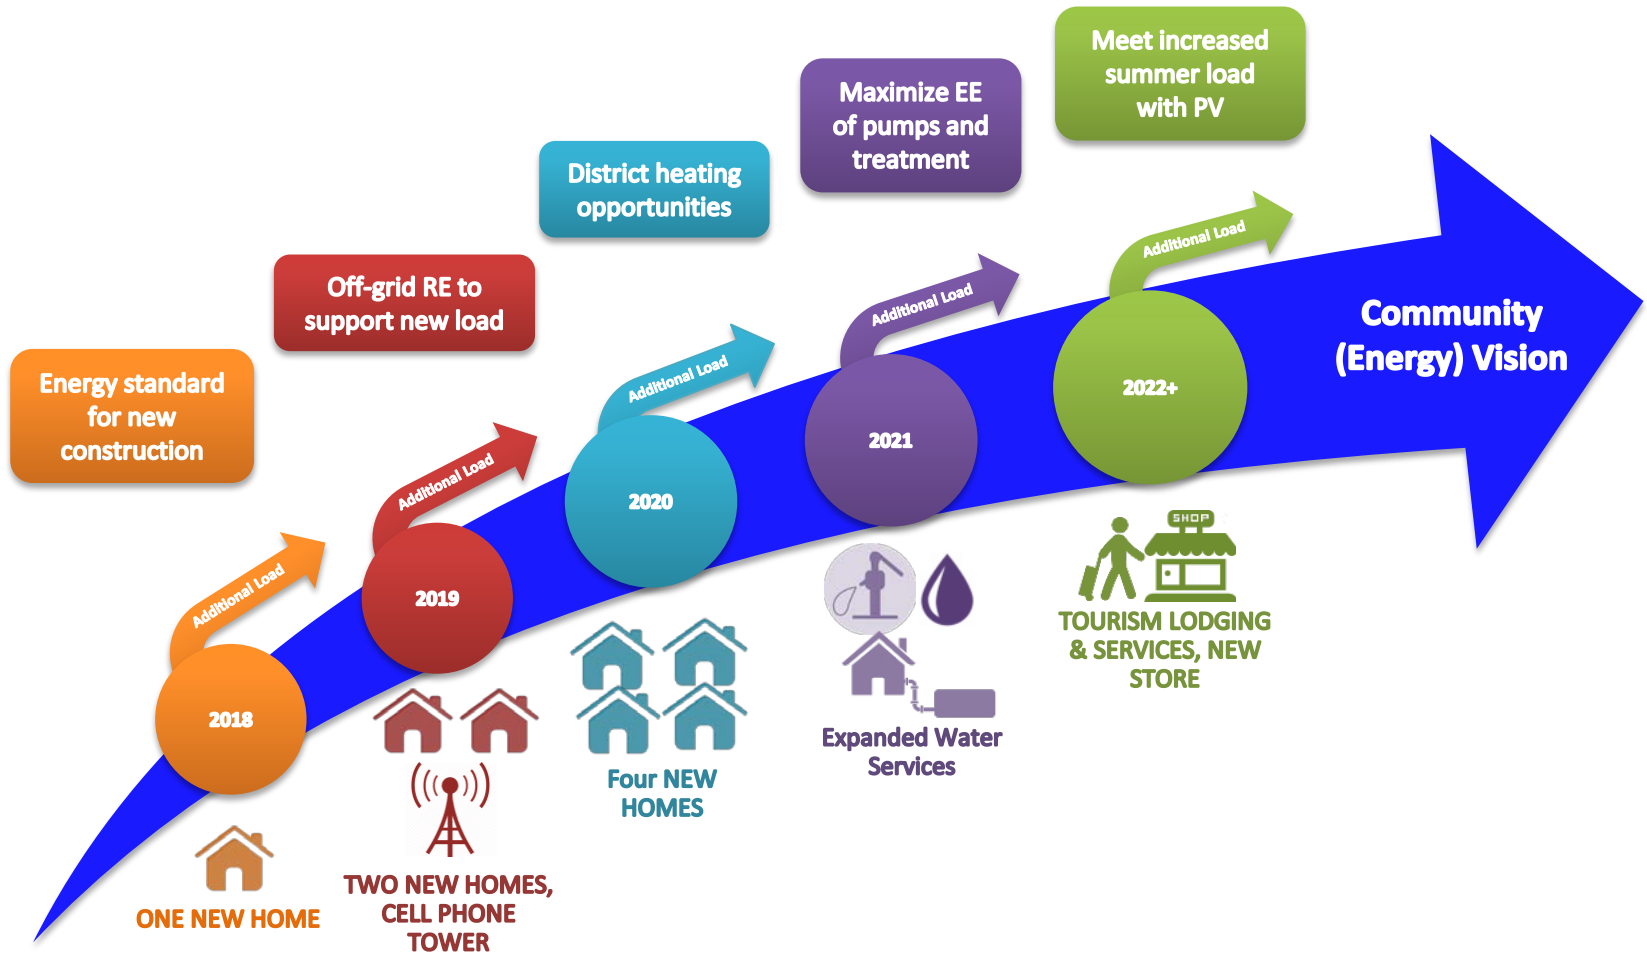 Energy standard
for new
construction
Additional Load
2018
ONE NEW HOME
Off-grid RE to
support new load
Additional Load
2019
TWO NEW HOMES,
CELL PHONE
TOWER
District heating
opportunities
Additional Load
2020
Four NEW
HOMES
Maximize EE
of pumps and
treatment
Additional Load
2021
Expanded Water
Services
Meet increased
summer load
with PV
Additional Load
2022+
SHOP
TOURISM LODGING
& SERVICES, NEW
STORE
Community
(Energy) Vision